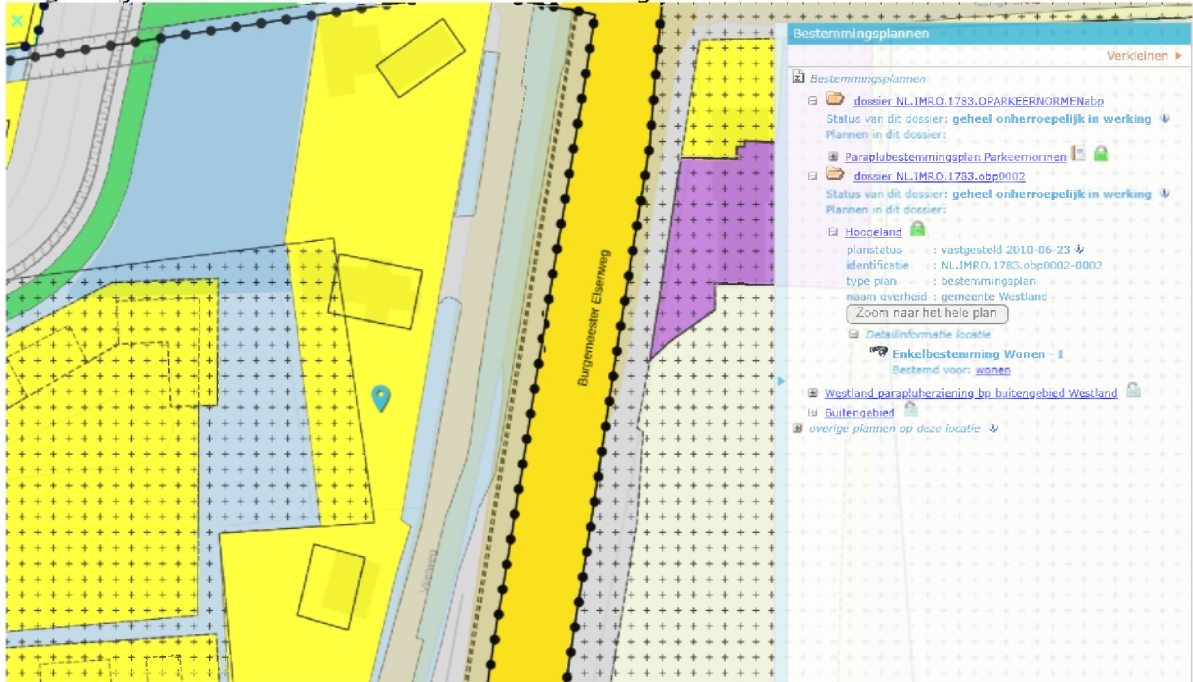 Bestemmingsplannen
Verkleinen
Bestemmingsplannen
dossier NL.IMRO.1783.OPARKEERNORMENabp
Status van dit dossier: geheel onherroepelijk in werking
Plannen in dit dossier:
Paraplubestemmingsplan Parkeernormen
dossier NL.IMRO.1783.obp0002
Status van dit dossier: geheel onherroepelijk in werking
Plannen in dit dossier:
Hoogeland
planstatus : vastgesteld 2010-06-23
identificatie : NL.IMRO.1783.obp0002-0002
type plan : bestemmingsplan
naam overheid : gemeente Westland
Zoom naar het hele plan
Detailinformatie locatie
Enkelbestemming Wonen - 1
Bestemd voor: wonen
Westland parapluherziening bp buitengebied Westland
Buitengebied
overige plannen op deze locatie
Burgemeester Elsenweg